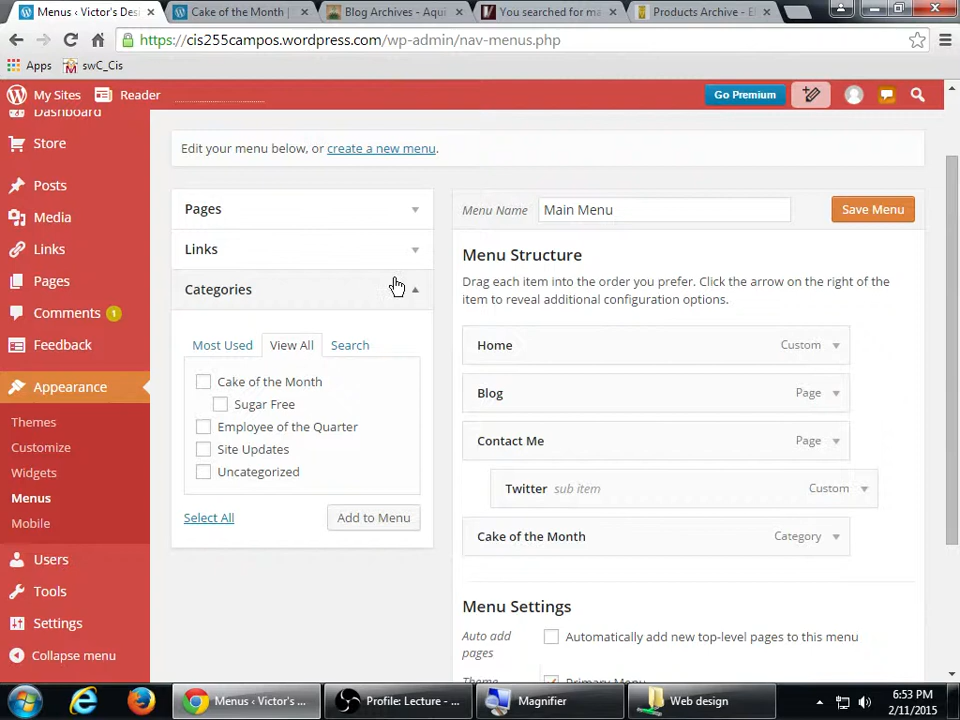 Menus ‹ Victor's Des
Cake of the Month |
Blog Archives - Aqui
You searched for ma
Products Archive - El
https://cis255campos.wordpress.com/wp-admin/nav-menus.php
Apps
swC_Cis
My Sites
Reader
Go Premium
Dashboard
Store
Posts
Media
Links
Pages
Comments 1
Feedback
Appearance
Themes
Customize
Widgets
Menus
Mobile
Users
Tools
Settings
Collapse menu
Edit your menu below, or create a new menu.
Pages
Links
Categories
Most Used
View All
Search
Cake of the Month
Sugar Free
Employee of the Quarter
Site Updates
Uncategorized
Select All
Add to Menu
Menu Name
Main Menu
Save Menu
Menu Structure
Drag each item into the order you prefer. Click the arrow on the right of the
item to reveal additional configuration options.
Home Custom
Blog Page
Contact Me Page
Twitter sub item Custom
Cake of the Month Category
Menu Settings
Auto add
pages
Automatically add new top-level pages to this menu
Theme
Primary Menu
Menus ‹ Victor's ...
Profile: Lecture - ...
Magnifier
Web design
6:53 PM
2/11/2015